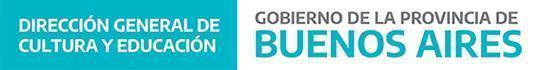 DIRECCIÓN GENERAL DE
CULTURA Y EDUCACIÓN
GOBIERNO DE LA PROVINCIA DE
BUENOS AIRES